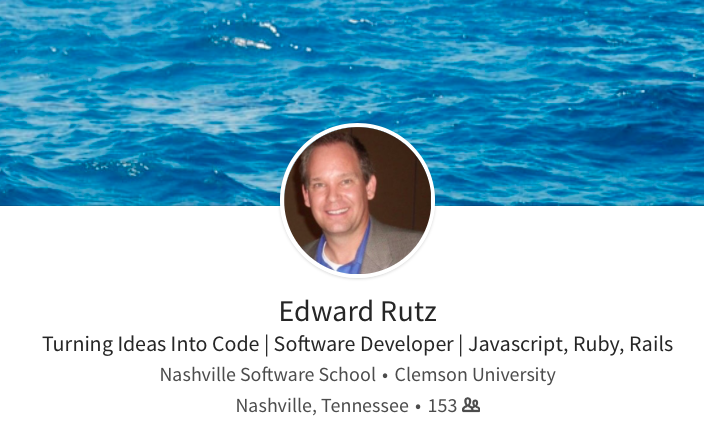 Edward Rutz
Turning Ideas Into Code | Software Developer | Javascript, Ruby, Rails
Nashville Software School • Clemson University
Nashville, Tennessee • 153